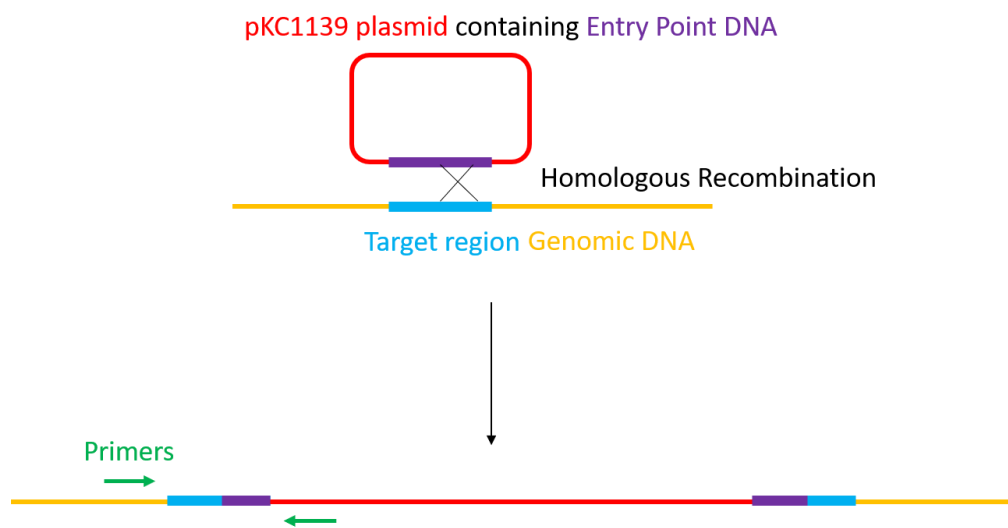 pKC1139 plasmid containing Entry Point DNA
Homologous Recombination
Target region Genomic DNA
Primers